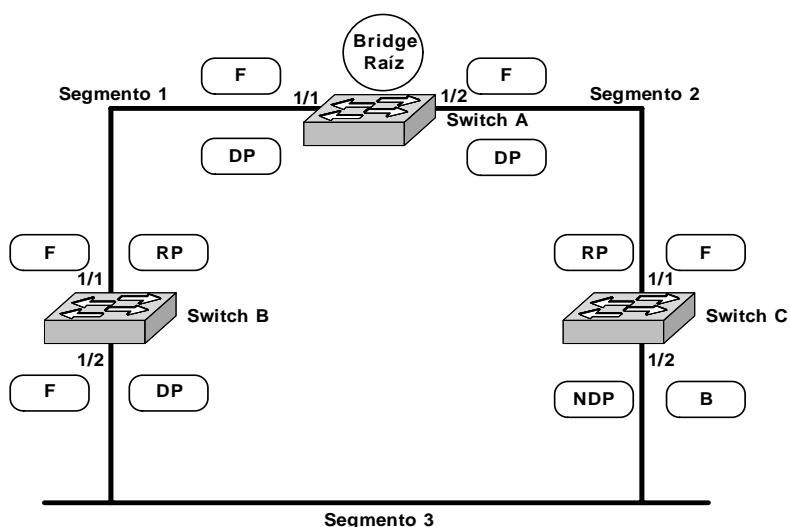 Bridge
Raíz
F
F
Segmento 1
1/1
1/2
Segmento 2
Switch A
DP
DP
F
RP
RP
F
1/1
1/1
Switch B
Switch C
1/2
1/2
F
DP
NDP
B
Segmento 3